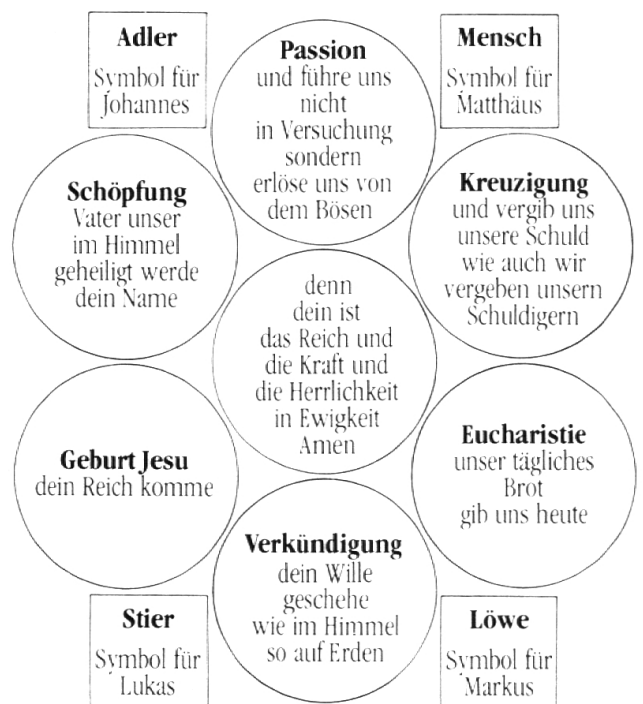 Adler
Symbol für
Johannes
Passion
und führe uns
nicht
in Versuchung
sondern
erlöse uns von
dem Bösen
Mensch
Symbol für
Matthäus
Schöpfung
Vater unser
im Himmel
geheiligt werde
dein Name
Kreuzigung
und vergib uns
unsere Schuld
wie auch wir
vergeben unsern
Schuldigern
denn
dein ist
das Reich und
die Kraft und
die Herrlichkeit
in Ewigkeit
Amen
Geburt Jesu
dein Reich komme
Eucharistie
unser tägliches
Brot
gib uns heute
Verkündigung
dein Wille
geschehe
wie im Himmel
so auf Erden
Stier
Symbol für
Lukas
Löwe
Symbol für
Markus